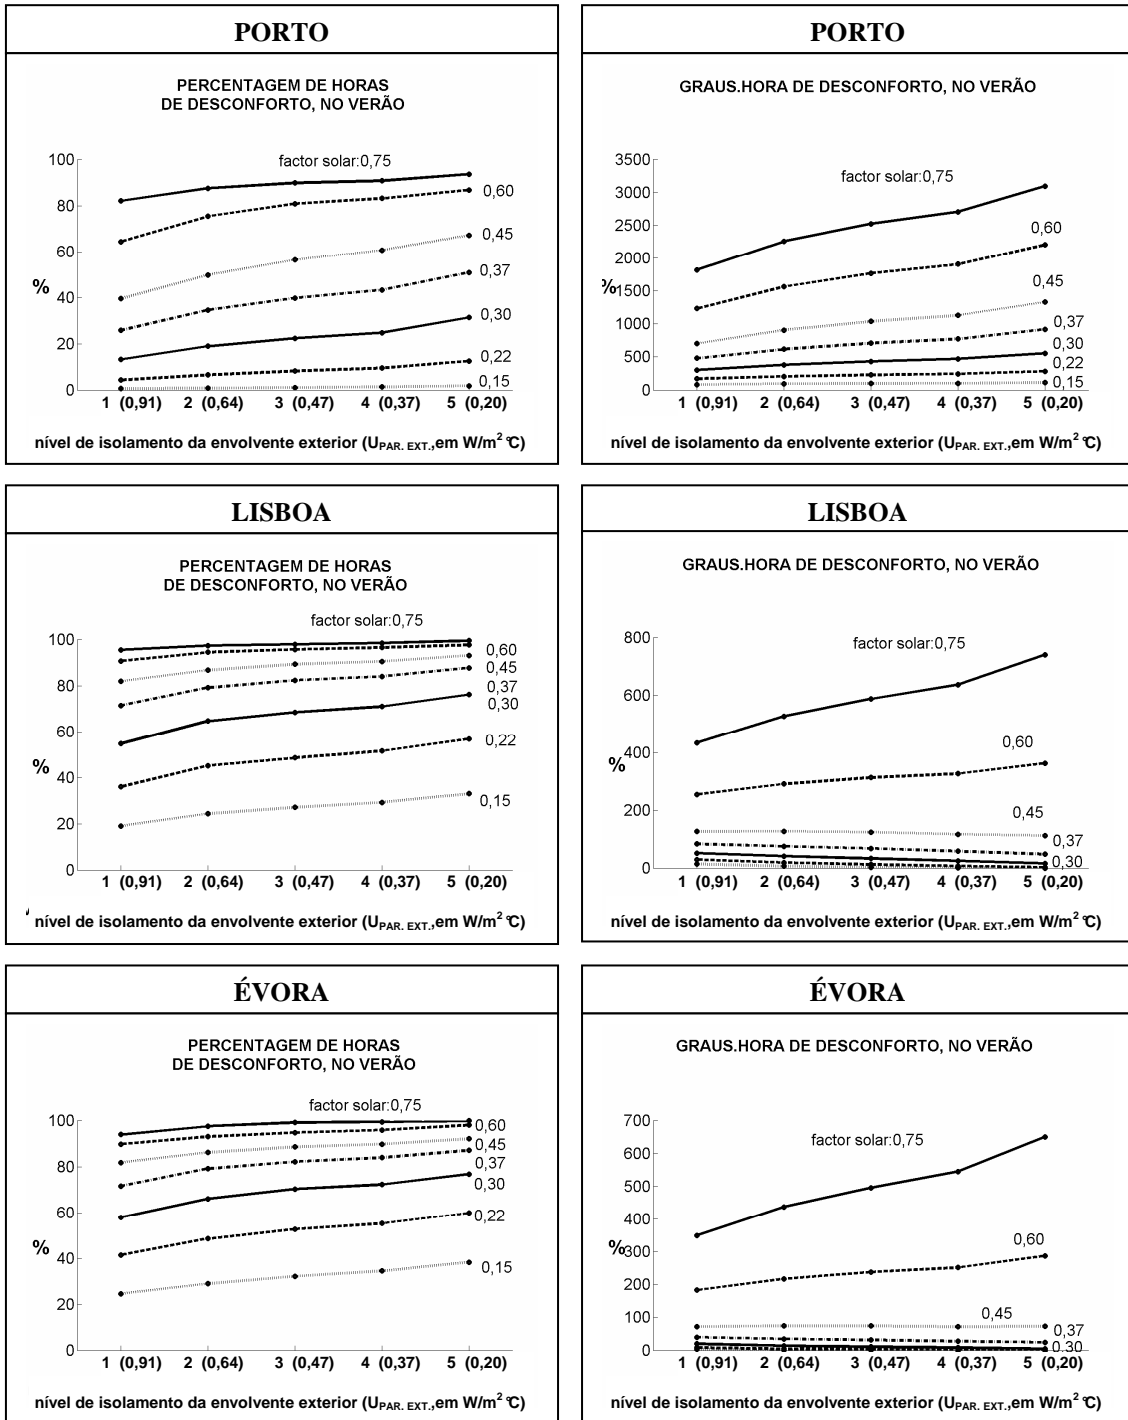 PORTO
PERCENTAGEM DE HORAS
DE DESCONFORTO, NO VERÃO
100
factor solar:0,75
80
0,60
60
0,45
%
40
0,37
20
0,30
0,22
0
0,15
1 (0,91) 2 (0,64) 3 (0,47) 4 (0,37) 5 (0,20)
nível de isolamento da envolvente exterior (UPAR. EXT.,em W/m² ºC)
PORTO
GRAUS.HORA DE DESCONFORTO, NO VERÃO
3500
factor solar:0,75
3000
2500
0,60
2000
%
1500
0,45
1000
0,37
0,30
500
0,22
0
0,15
1 (0,91) 2 (0,64) 3 (0,47) 4 (0,37) 5 (0,20)
nível de isolamento da envolvente exterior (UPAR. EXT.,em W/m² ºC)
LISBOA
PERCENTAGEM DE HORAS
DE DESCONFORTO, NO VERÃO
factor solar:0,75
100
0,60
0,45
80
0,37
0,30
60
0,22
%
40
0,15
20
0
1 (0,91) 2 (0,64) 3 (0,47) 4 (0,37) 5 (0,20)
nível de isolamento da envolvente exterior (UPAR. EXT.,em W/m² ºC)
LISBOA
GRAUS.HORA DE DESCONFORTO, NO VERÃO
800
factor solar:0,75
600
0,60
400
%
200
0,45
0,37
0,30
0
1 (0,91) 2 (0,64) 3 (0,47) 4 (0,37) 5 (0,20)
nível de isolamento da envolvente exterior (UPAR. EXT.,em W/m² ºC)
ÉVORA
PERCENTAGEM DE HORAS
DE DESCONFORTO, NO VERÃO
factor solar:0,75
100
0,60
0,45
80
0,37
0,30
60
0,22
%
40
0,15
20
0
1 (0,91) 2 (0,64) 3 (0,47) 4 (0,37) 5 (0,20)
nível de isolamento da envolvente exterior (UPAR. EXT.,em W/m² ºC)
ÉVORA
GRAUS.HORA DE DESCONFORTO, NO VERÃO
700
factor solar:0,75
600
500
400
0,60
%
300
200
0,45
100
0,37
0,30
0
1 (0,91) 2 (0,64) 3 (0,47) 4 (0,37) 5 (0,20)
nível de isolamento da envolvente exterior (UPAR. EXT.,em W/m² ºC)